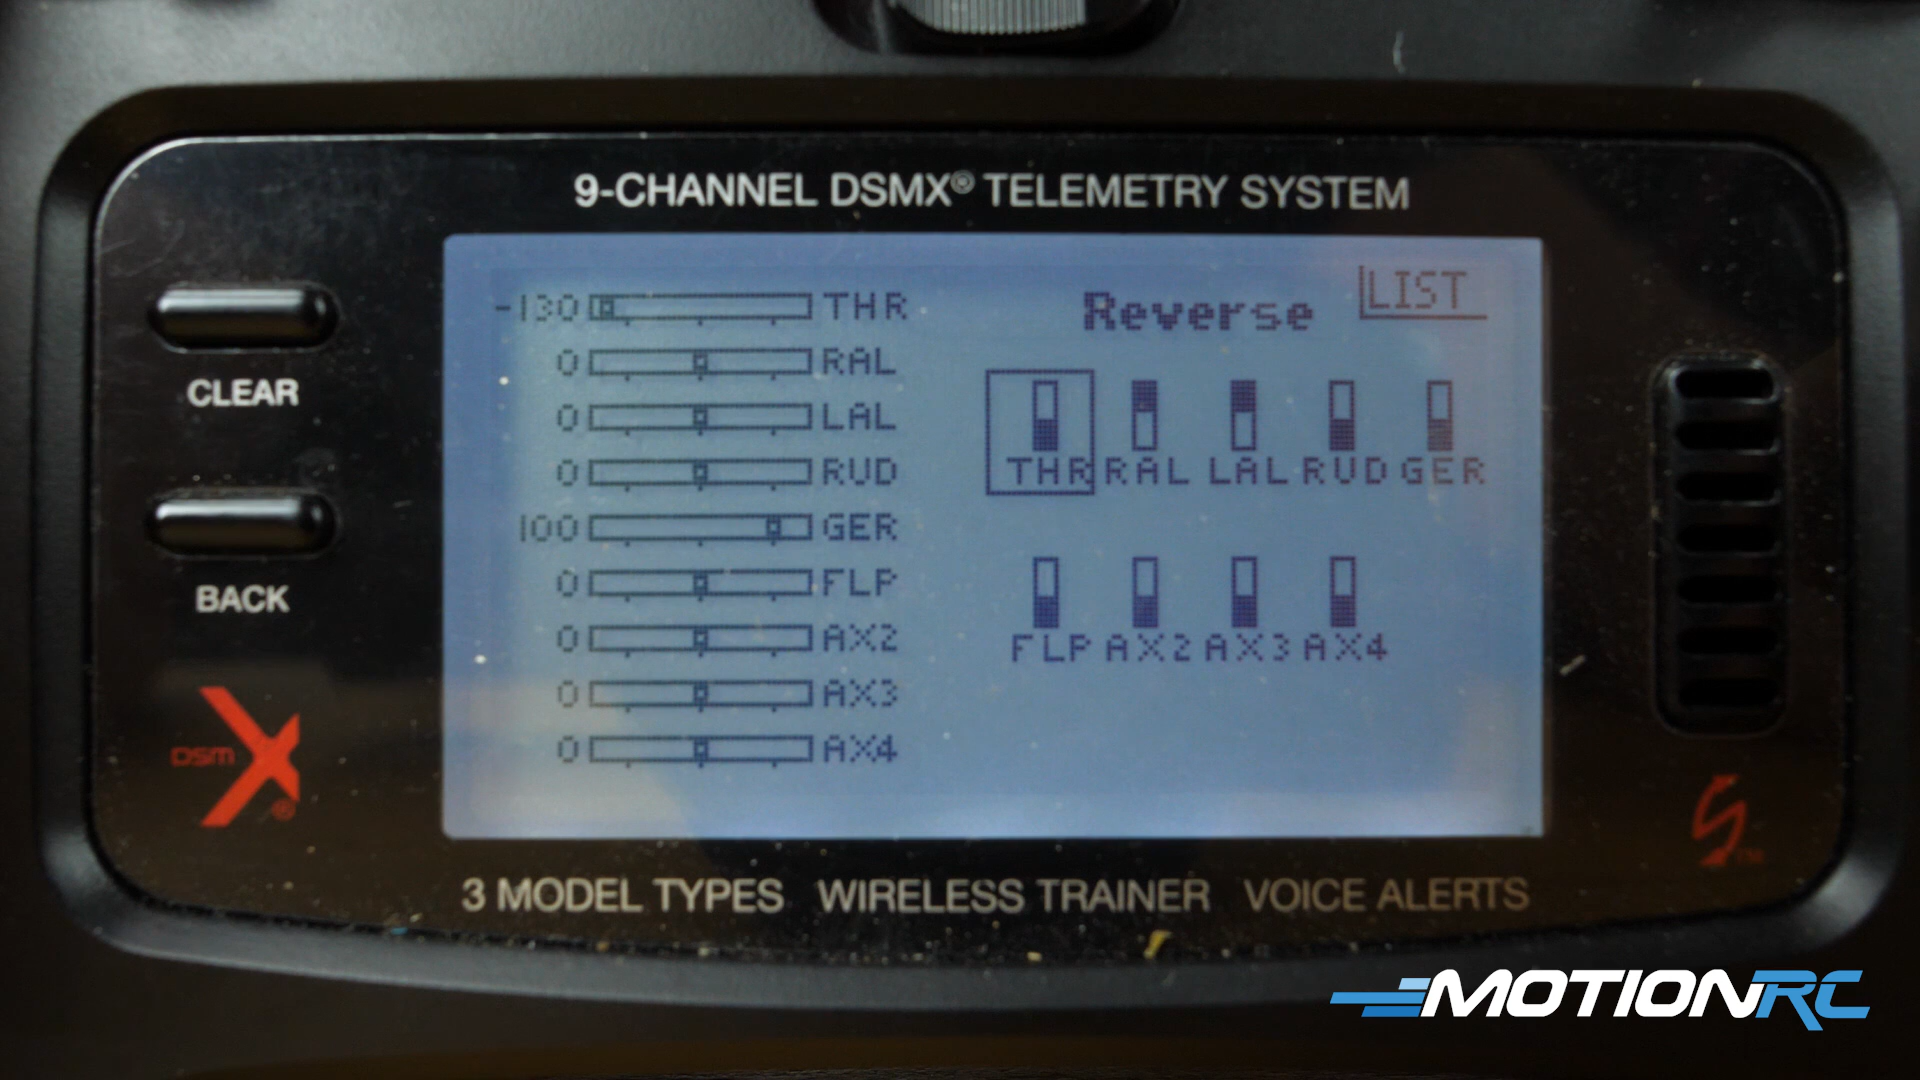 9-CHANNEL DSMX® TELEMETRY SYSTEM
CLEAR
BACK
DSM X®
-130 THR
0 RAL
0 LAL
0 RUD
100 GER
0 FLP
0 AX2
0 AX3
0 AX4
Reverse LIST
THR RAL LAL RUD GER
FLP AX2 AX3 AX4
S™
3 MODEL TYPES WIRELESS TRAINER VOICE ALERTS
MOTIONRC